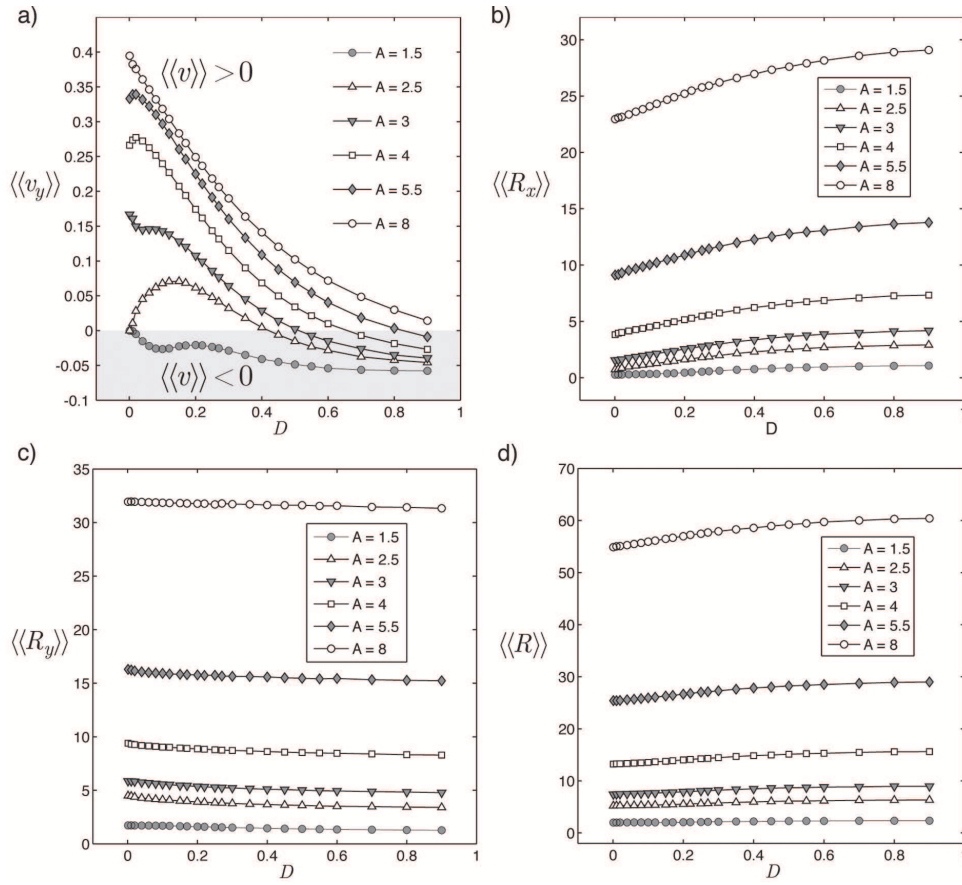 a)
0.4
0.35
0.3
0.25
0.2
0.15
0.1
0.05
0
-0.05
-0.1
⟨⟨v_y⟩⟩
⟨⟨v⟩⟩ > 0
⟨⟨v⟩⟩ < 0
A = 1.5
A = 2.5
A = 3
A = 4
A = 5.5
A = 8
0 0.2 0.4 0.6 0.8 1
D
b)
30
25
20
15
10
5
0
⟨⟨R_x⟩⟩
A = 1.5
A = 2.5
A = 3
A = 4
A = 5.5
A = 8
0 0.2 0.4 0.6 0.8 1
D
c)
35
30
25
20
15
10
5
0
⟨⟨R_y⟩⟩
A = 1.5
A = 2.5
A = 3
A = 4
A = 5.5
A = 8
0 0.2 0.4 0.6 0.8 1
D
d)
70
60
50
40
30
20
10
0
⟨⟨R⟩⟩
A = 1.5
A = 2.5
A = 3
A = 4
A = 5.5
A = 8
0 0.2 0.4 0.6 0.8 1
D